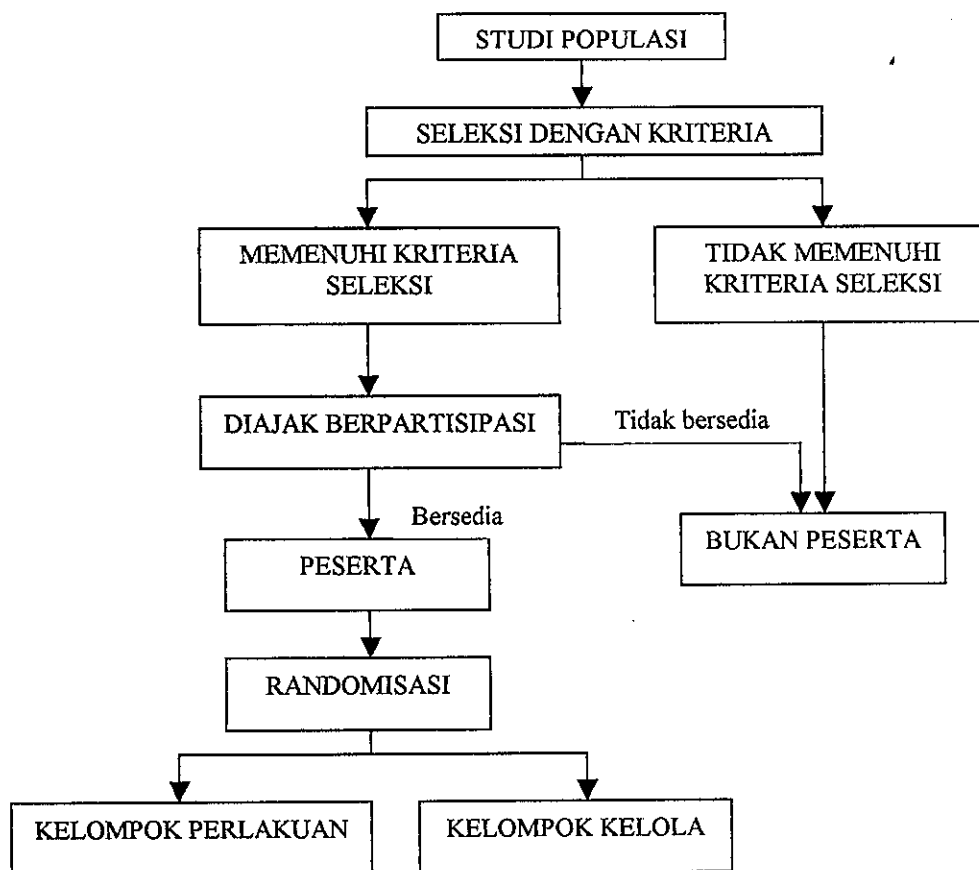 STUDI POPULASI
SELEKSI DENGAN KRITERIA
MEMENUHI KRITERIA
SELEKSI
TIDAK MEMENUHI
KRITERIA SELEKSI
DIAJAK BERPARTISIPASI
Tidak bersedia
Bersedia
BUKAN PESERTA
PESERTA
RANDOMISASI
KELOMPOK PERLAKUAN
KELOMPOK KELOLA